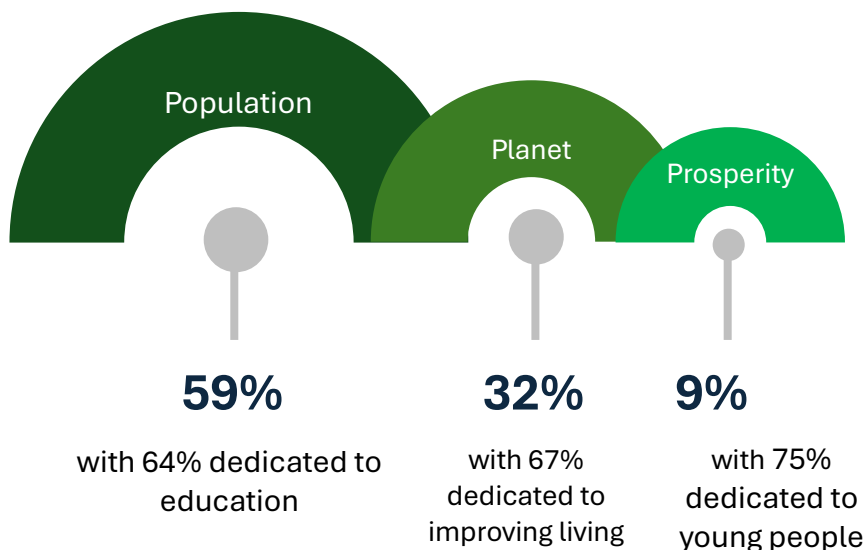 Population
Planet
Prosperity
59%
with 64% dedicated to
education
32%
with 67%
dedicated to
improving living
9%
with 75%
dedicated to
young people